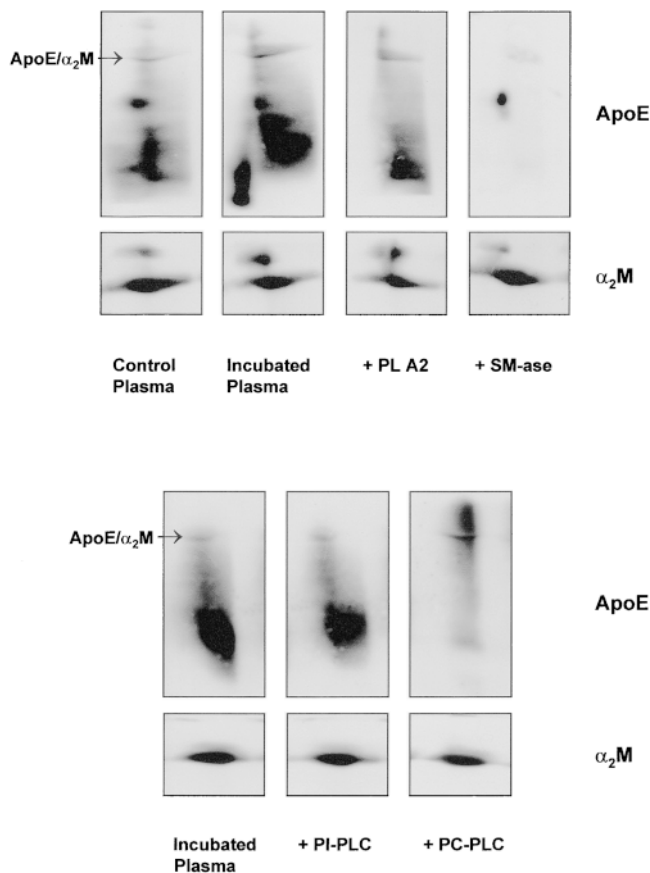 ApoE/α₂M →
ApoE
α₂M
Control
Plasma
Incubated
Plasma
+ PL A2
+ SM-ase
ApoE/α₂M →
ApoE
α₂M
Incubated
Plasma
+ PI-PLC
+ PC-PLC